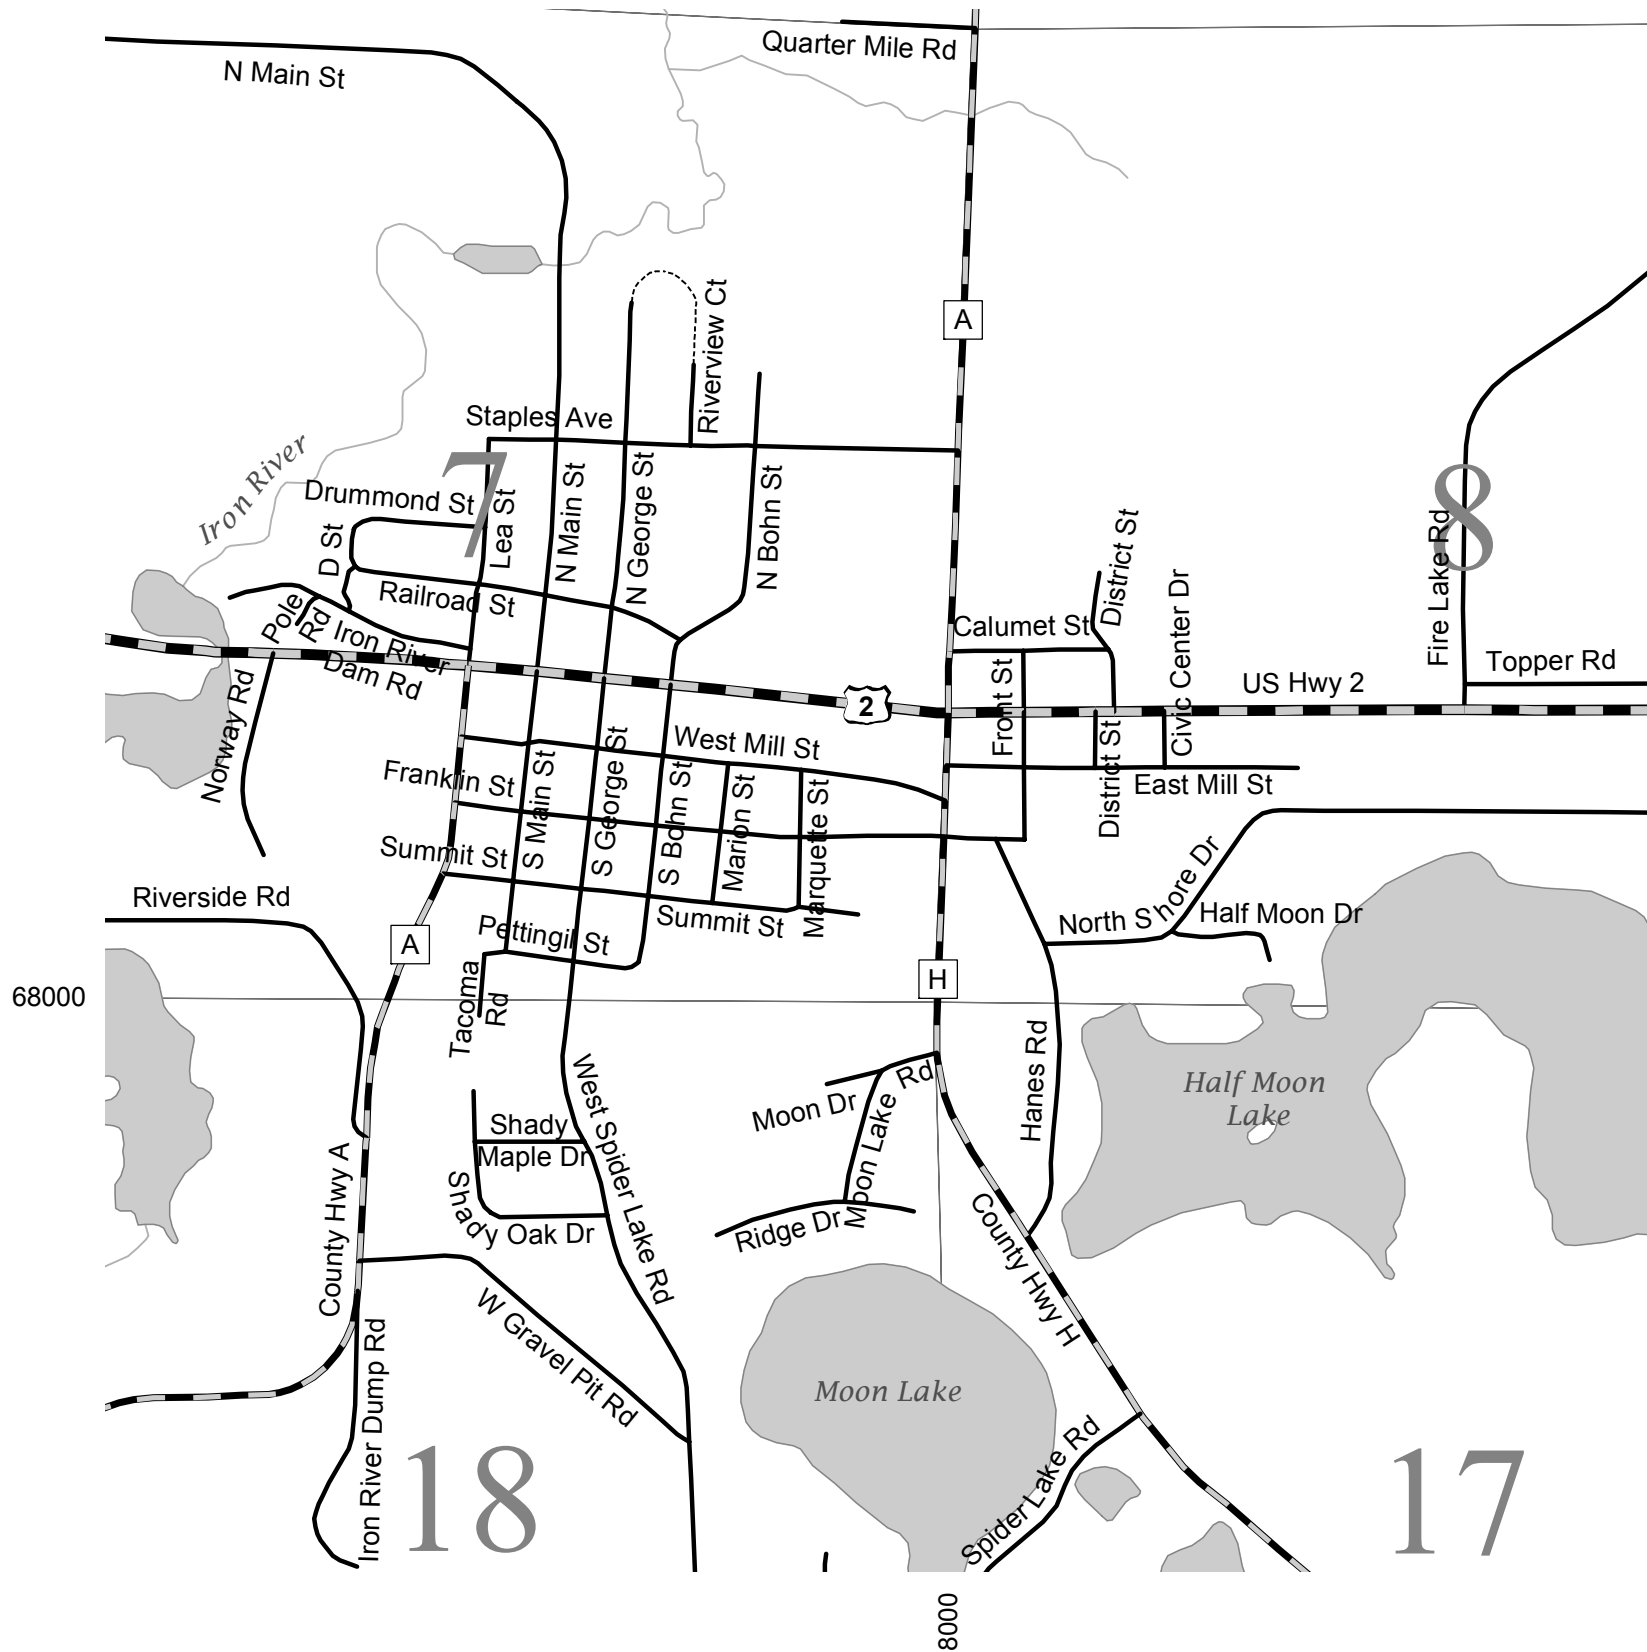 Quarter Mile Rd
N Main St
A
Riverview Ct
Staples Ave
7
8
Iron River
Drummond St
Lea St
N Main St
N George St
N Bohn St
D St
District St
Fire Lake Rd
Railroad St
Pole
Rd
Iron River
Dam Rd
Calumet St
Civic Center Dr
Topper Rd
US Hwy 2
2
Front St
Norway Rd
West Mill St
District St
East Mill St
Franklin St
S Main St
S George St
S Bohn St
Marion St
Marquette St
Summit St
Riverside Rd
Summit St
North Shore Dr
Half Moon Dr
Pettingil St
A
H
68000
Tacoma
Rd
Hanes Rd
Half Moon
Lake
West Spider Lake Rd
Moon Dr
Moon Lake Rd
Shady
Maple Dr
Shady Oak Dr
Ridge Dr
County Hwy A
County Hwy H
W Gravel Pit Rd
Iron River Dump Rd
Moon Lake
Spider Lake Rd
18
17
8000